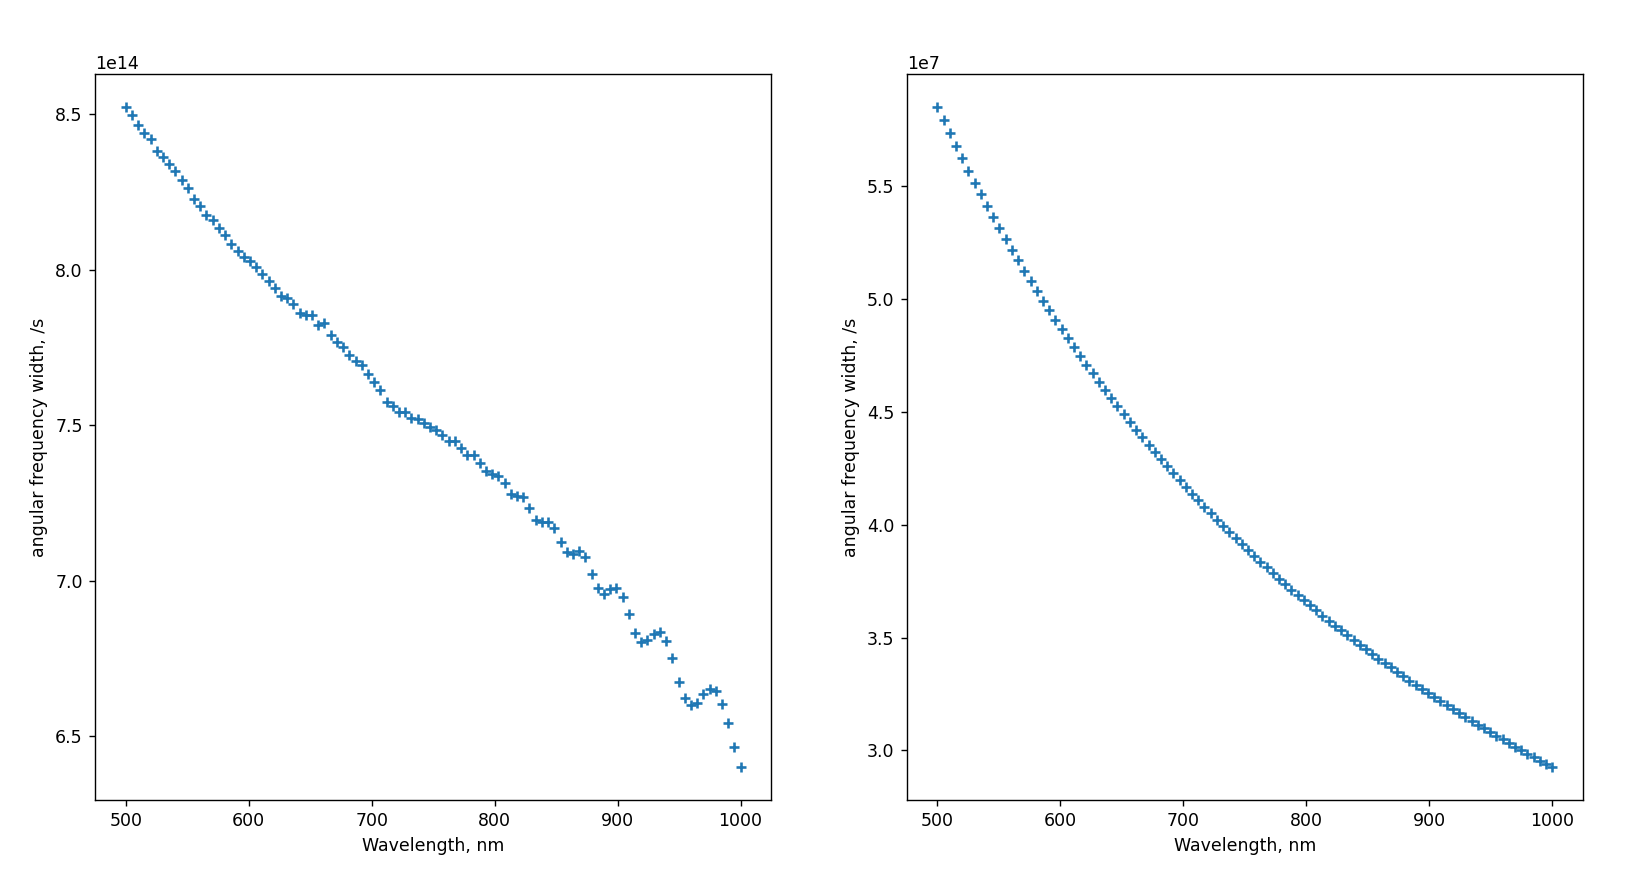 1e14
8.5
8.0
7.5
7.0
6.5
angular frequency width, /s
500 600 700 800 900 1000
Wavelength, nm
1e7
5.5
5.0
4.5
4.0
3.5
3.0
angular frequency width, /s
500 600 700 800 900 1000
Wavelength, nm